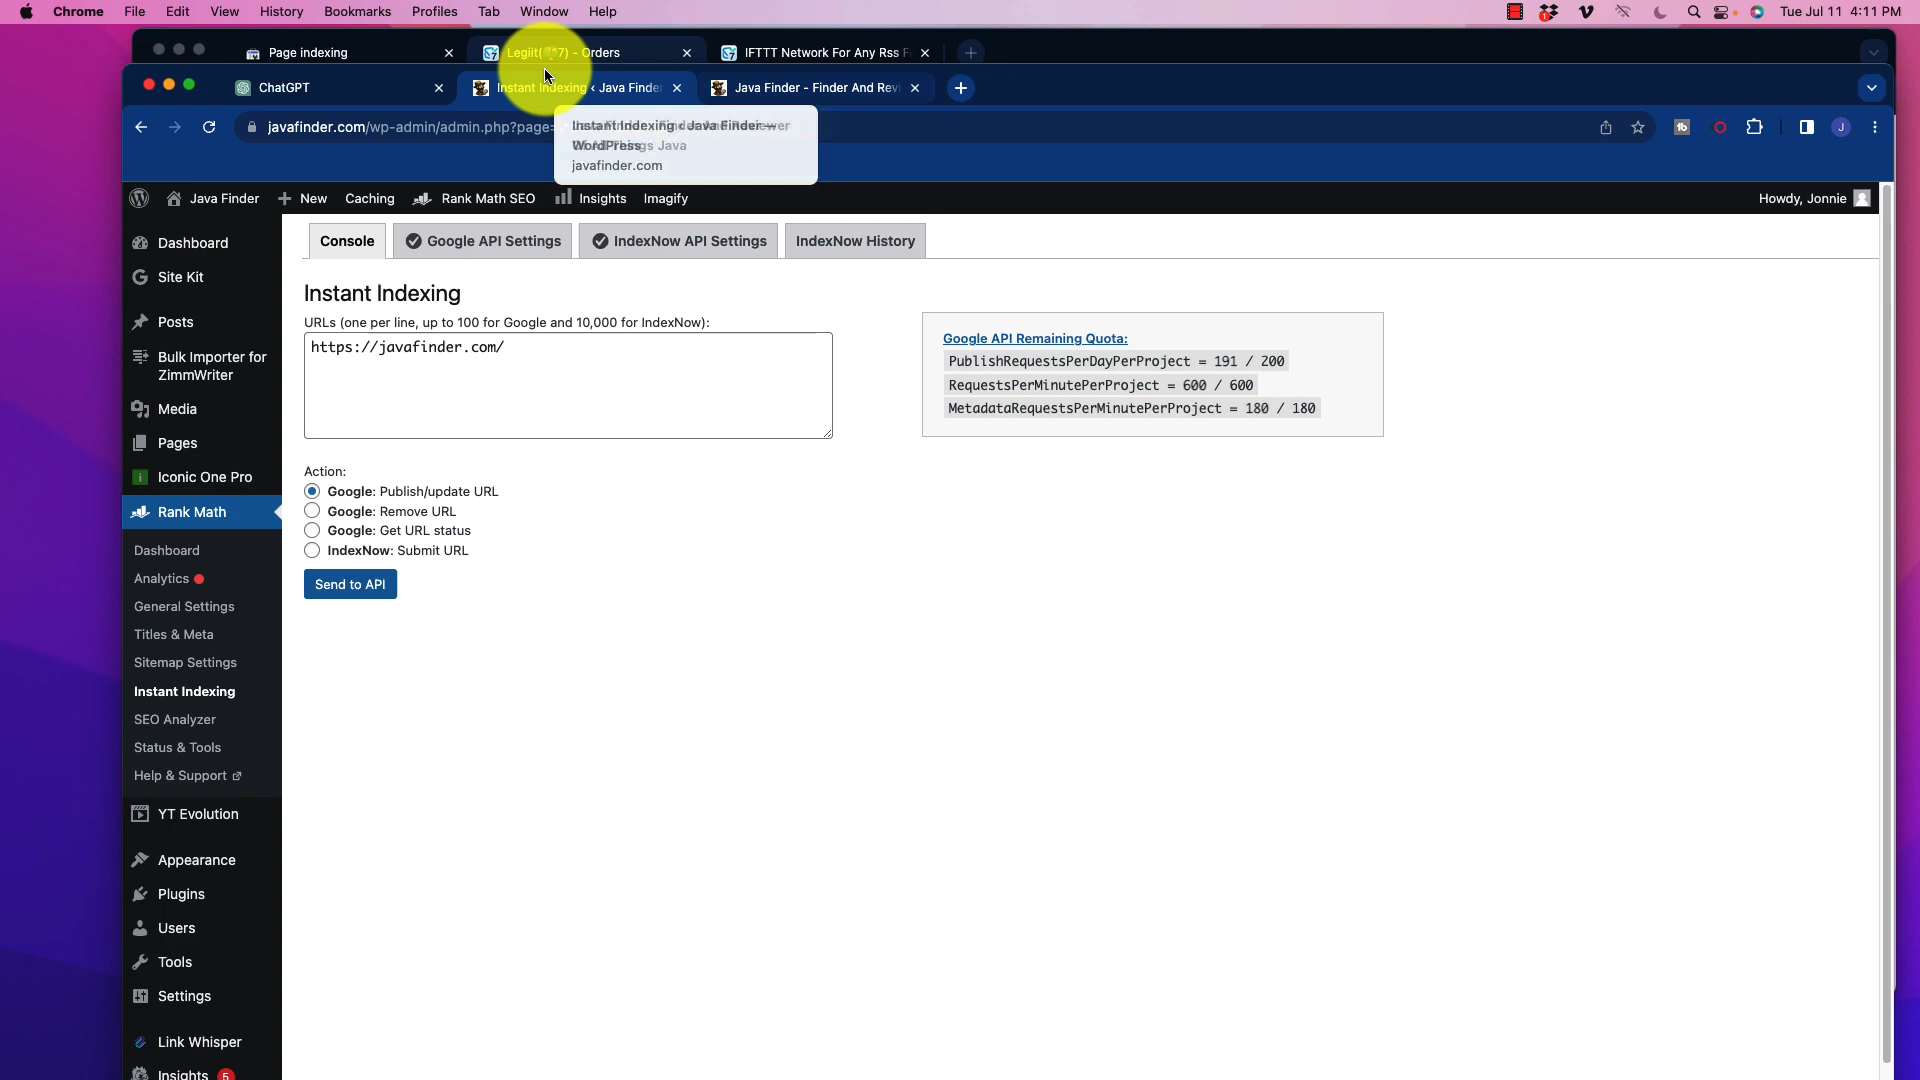 Chrome File Edit View History Bookmarks Profiles Tab Window Help Tue Jul 11 4:11 PM
Page indexing Legiit( 7) - Orders IFTTT Network For Any Rss F
ChatGPT Instant Indexing ‹ Java Finder Java Finder - Finder And Revi
javafinder.com/wp-admin/admin.php?page=
Instant Indexing ‹ Java Finder —
WordPress
javafinder.com
Java Finder New Caching Rank Math SEO Insights Imagify Howdy, Jonnie
Dashboard
Site Kit
Posts
Bulk Importer for
ZimmWriter
Media
Pages
Iconic One Pro
Rank Math
Dashboard
Analytics
General Settings
Titles & Meta
Sitemap Settings
Instant Indexing
SEO Analyzer
Status & Tools
Help & Support
YT Evolution
Appearance
Plugins
Users
Tools
Settings
Link Whisper
Insights 5
Console Google API Settings IndexNow API Settings IndexNow History
Instant Indexing
URLs (one per line, up to 100 for Google and 10,000 for IndexNow):
https://javafinder.com/
Google API Remaining Quota:
PublishRequestsPerDayPerProject = 191 / 200
RequestsPerMinutePerProject = 600 / 600
MetadataRequestsPerMinutePerProject = 180 / 180
Action:
Google: Publish/update URL
Google: Remove URL
Google: Get URL status
IndexNow: Submit URL
Send to API